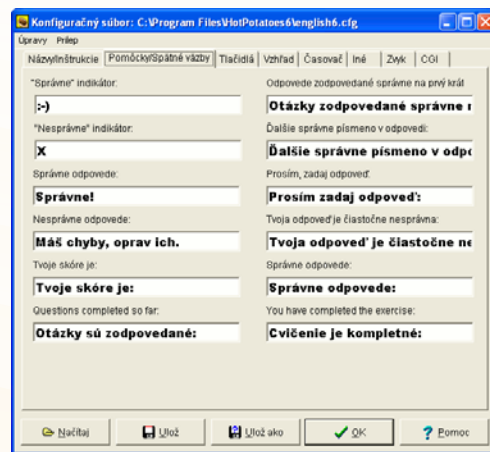 Konfiguračný súbor: C:\Program Files\HotPotatoes6\english6.cfg
Úpravy Prilep
Názvy/Inštrukcie Pomôcky/Spätné väzby Tlačidlá Vzhľad Časovač Iné Zvyk CGI
"Správne" indikátor:
:-)
"Nesprávne" indikátor:
X
Správne odpovede:
Správne!
Nesprávne odpovede:
Máš chyby, oprav ich.
Tvoje skóre je:
Tvoje skóre je:
Questions completed so far:
Otázky sú zodpovedané:
Odpovede zodpovedané správne na prvý krát
Otázky zodpovedané správne
Ďalšie správne písmeno v odpovedi:
Ďalšie správne písmeno v odpo
Prosím, zadaj odpoveď:
Prosím zadaj odpoveď:
Tvoja odpoveď je čiastočne nesprávna:
Tvoja odpoveď je čiastočne ne
Správne odpovede:
Správne odpovede:
You have completed the exercise:
Cvičenie je kompletné:
Načítaj Ulož Ulož ako OK Pomoc